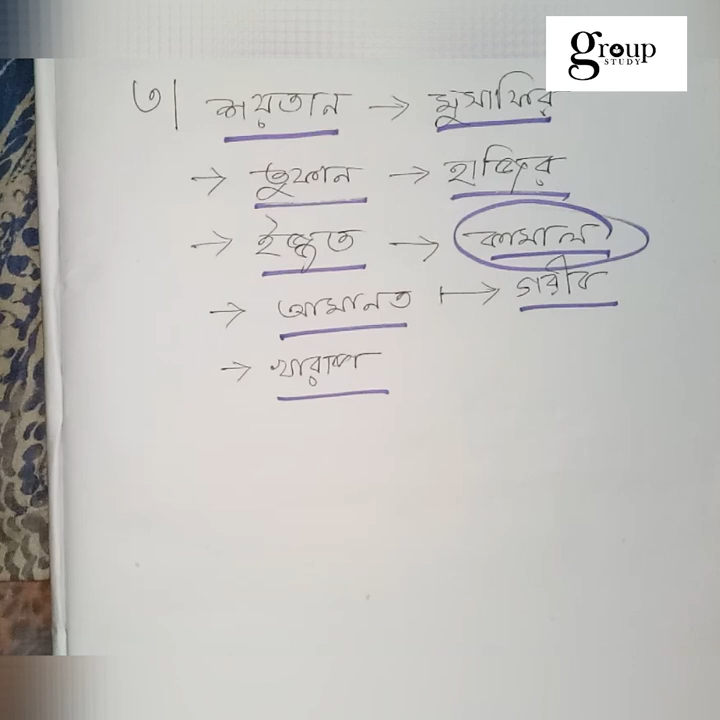 group
STUDY
৩| শয়তান → মুসাফির
→ তুফান → হাজির
→ ইজ্জত → কামাল
→ আমানত → গরীব
→ খারাপ